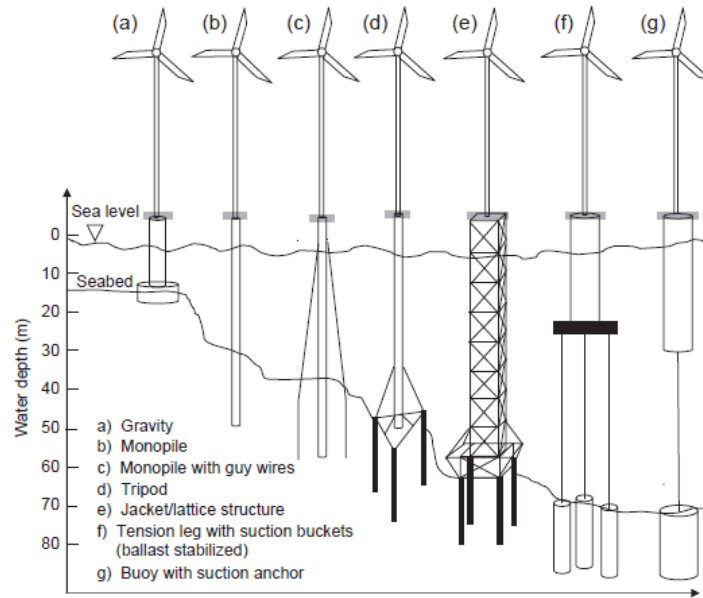 (a) (b) (c) (d) (e) (f) (g)
Sea level
0
Seabed
10
20
30
40
50
60
70
80
Water depth (m)
a) Gravity
b) Monopile
c) Monopile with guy wires
d) Tripod
e) Jacket/lattice structure
f) Tension leg with suction buckets
(ballast stabilized)
g) Buoy with suction anchor